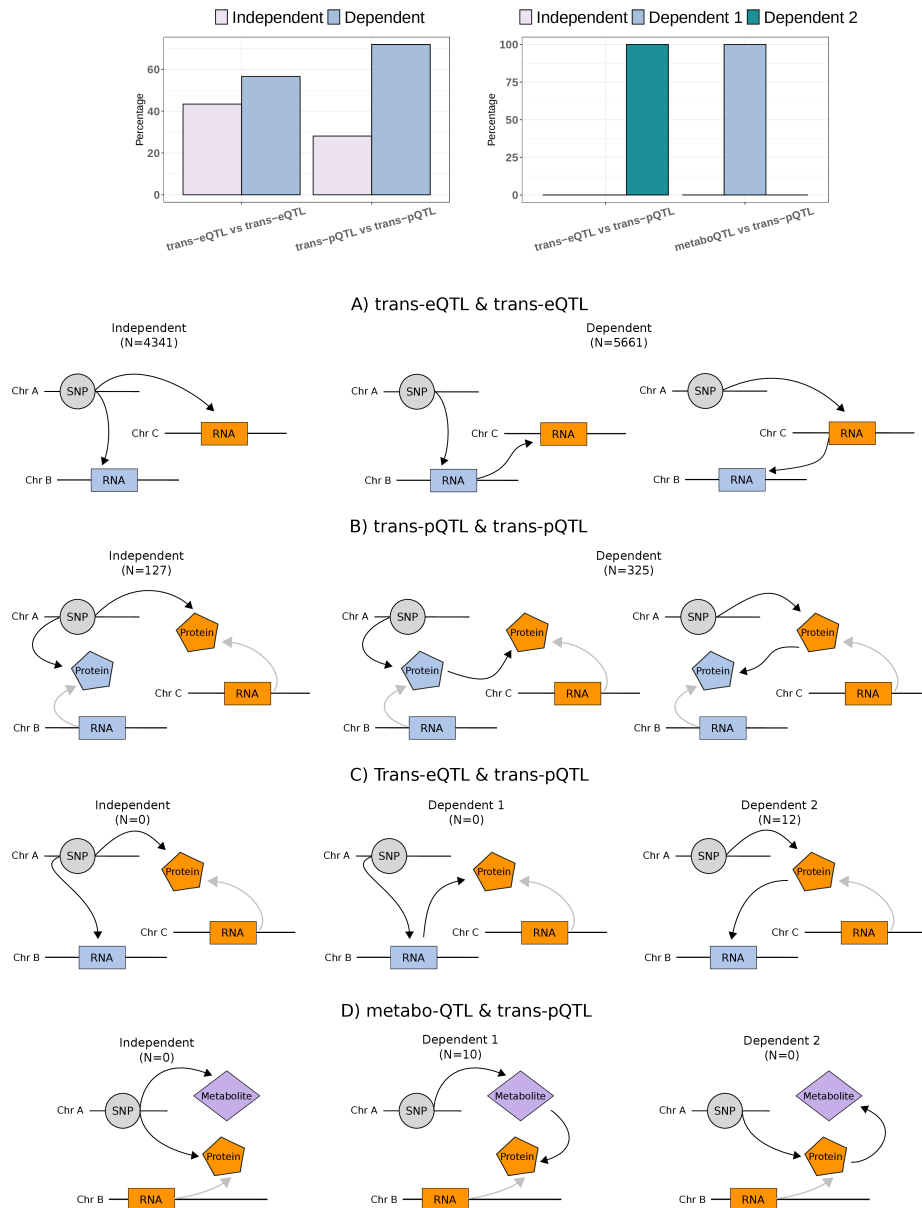 Independent Dependent
Percentage
60
40
20
0
trans−eQTL vs trans−eQTL
trans−pQTL vs trans−pQTL
Independent Dependent 1 Dependent 2
Percentage
100
75
50
25
0
trans−eQTL vs trans−pQTL
metaboQTL vs trans−pQTL
A) trans-eQTL & trans-eQTL
Independent
(N=4341)
Chr A SNP
Chr C RNA
Chr B RNA
Dependent
(N=5661)
Chr A SNP
Chr C RNA
Chr B RNA
Chr A SNP
Chr C RNA
Chr B RNA
B) trans-pQTL & trans-pQTL
Independent
(N=127)
Chr A SNP
Protein
Protein
Chr C RNA
Chr B RNA
Dependent
(N=325)
Chr A SNP
Protein
Protein
Chr C RNA
Chr B RNA
Chr A SNP
Protein
Protein
Chr C RNA
Chr B RNA
C) Trans-eQTL & trans-pQTL
Independent
(N=0)
Chr A SNP
Protein
Chr C RNA
Chr B RNA
Dependent 1
(N=0)
Chr A SNP
Protein
Chr C RNA
Chr B RNA
Dependent 2
(N=12)
Chr A SNP
Protein
Chr C RNA
Chr B RNA
D) metabo-QTL & trans-pQTL
Independent
(N=0)
Metabolite
Chr A SNP
Protein
Chr B RNA
Dependent 1
(N=10)
Metabolite
Chr A SNP
Protein
Chr B RNA
Dependent 2
(N=0)
Metabolite
Chr A SNP
Protein
Chr B RNA